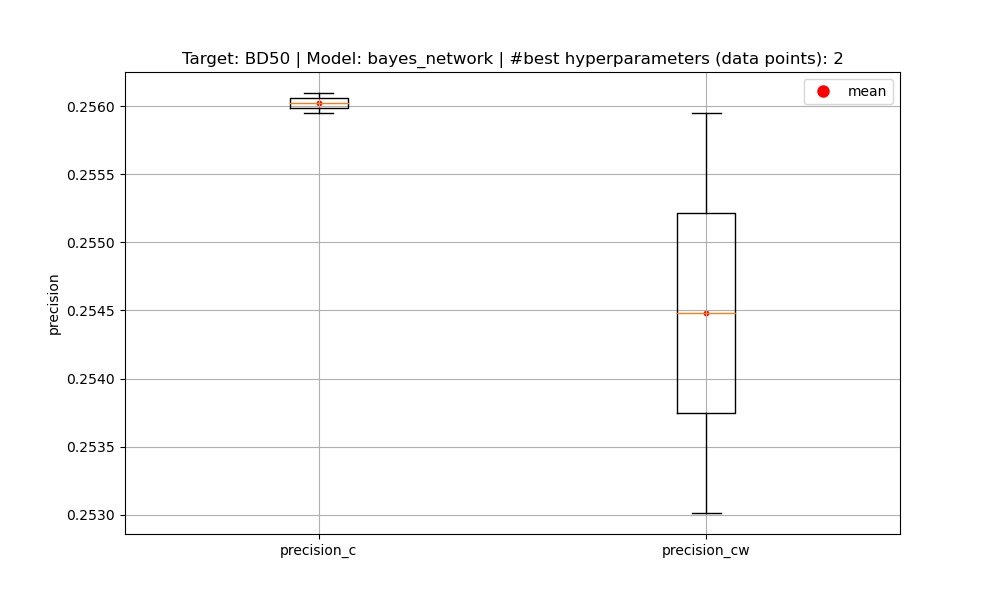 Target: BD50 | Model: bayes_network | #best hyperparameters (data points): 2
mean
0.2560
0.2555
0.2550
0.2545
0.2540
0.2535
0.2530
precision
precision_c
precision_cw